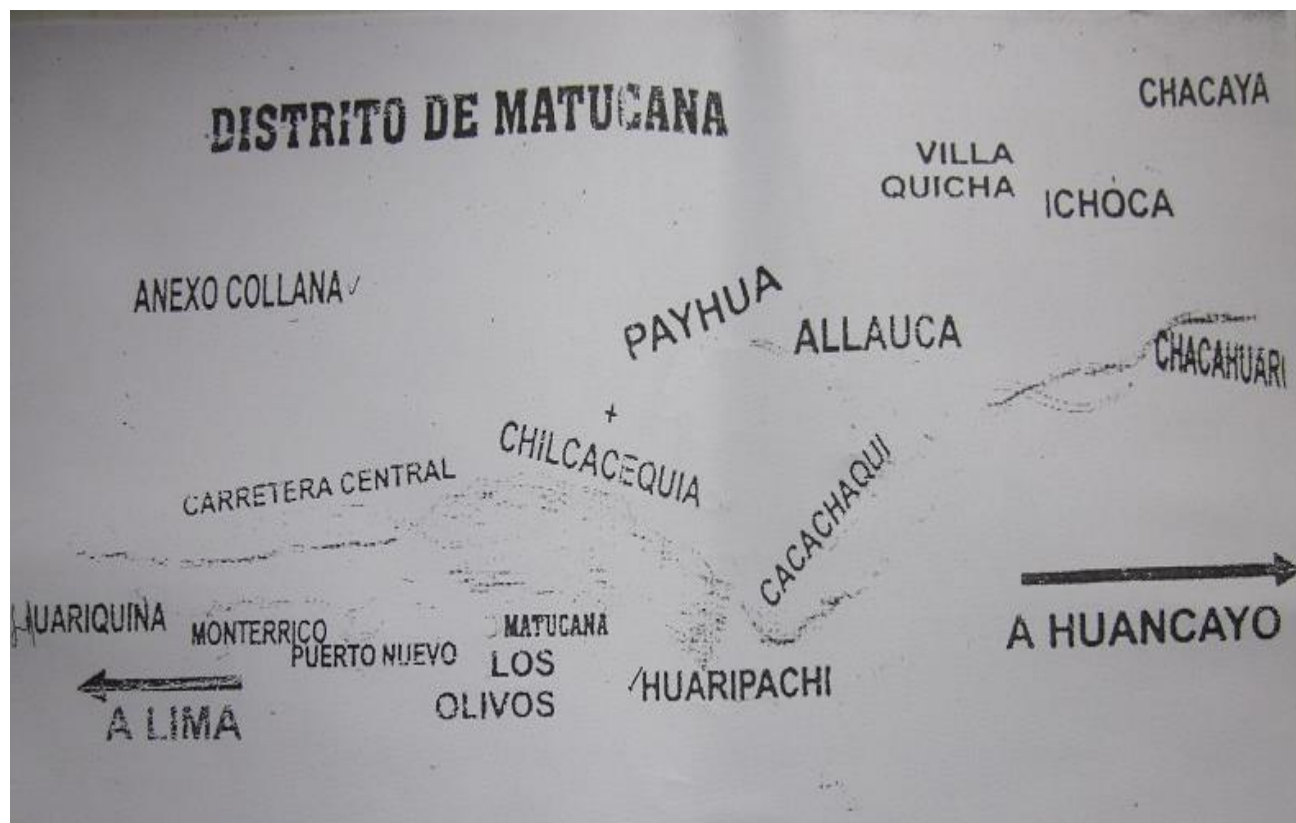 DISTRITO DE MATUCANA
CHACAYA
VILLA
QUICHA
ICHOCA
ANEXO COLLANA
PAYHUA
ALLAUCA
CHACAHUARI
CHILCACEQUIA
CARRETERA CENTRAL
CACACHAQUI
HUARIQUINA
MONTERRICO
PUERTO NUEVO
MATUCANA
LOS
OLIVOS
HUARIPACHI
A HUANCAYO
A LIMA